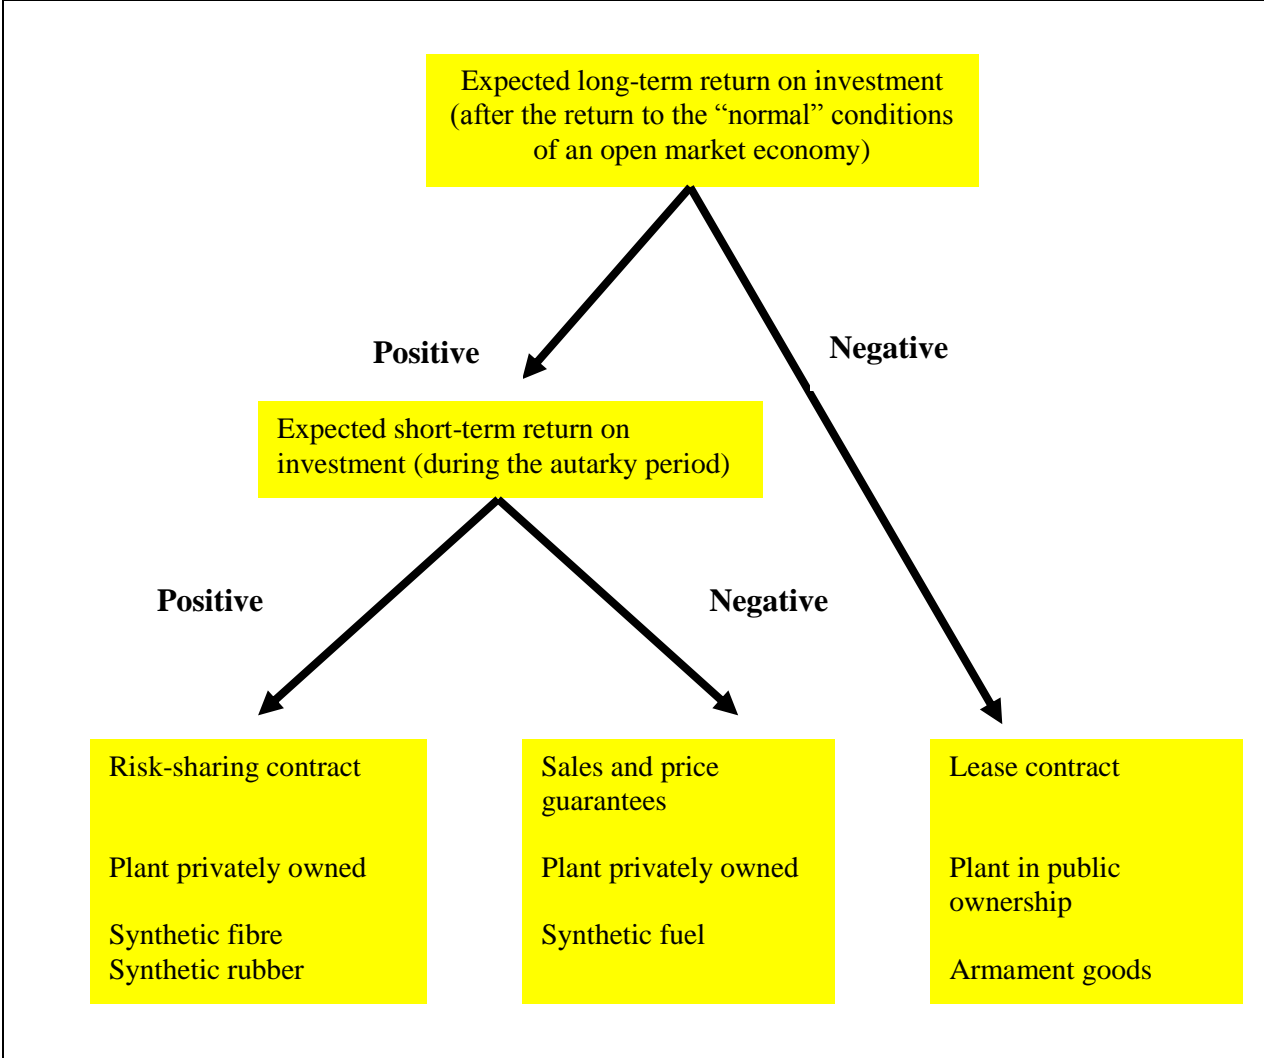 Expected long-term return on investment
(after the return to the “normal” conditions
of an open market economy)
Positive
Negative
Expected short-term return on
investment (during the autarky period)
Positive
Negative
Risk-sharing contract
Plant privately owned
Synthetic fibre
Synthetic rubber
Sales and price
guarantees
Plant privately owned
Synthetic fuel
Lease contract
Plant in public
ownership
Armament goods